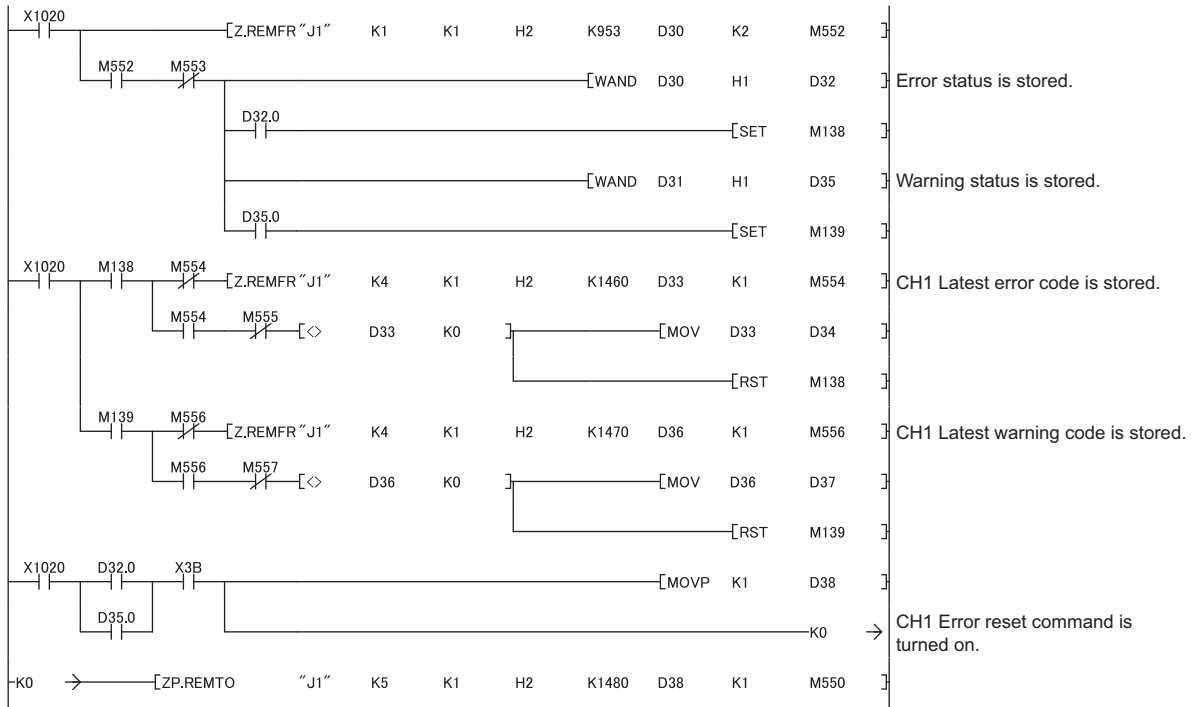 X1020 [Z.REMFR "J1" K1 K1 H2 K953 D30 K2 M552 ]
M552 M553 [WAND D30 H1 D32 ] Error status is stored.
D32.0 [SET M138 ]
[WAND D31 H1 D35 ] Warning status is stored.
D35.0 [SET M139 ]
X1020 M138 M554 [Z.REMFR "J1" K4 K1 H2 K1460 D33 K1 M554 ] CH1 Latest error code is stored.
M554 M555 [<> D33 K0 ] [MOV D33 D34 ]
[RST M138 ]
M139 M556 [Z.REMFR "J1" K4 K1 H2 K1470 D36 K1 M556 ] CH1 Latest warning code is stored.
M556 M557 [<> D36 K0 ] [MOV D36 D37 ]
[RST M139 ]
X1020 D32.0 X3B [MOVP K1 D38 ]
D35.0 K0 CH1 Error reset command is
turned on.
K0 [ZP.REMTO "J1" K5 K1 H2 K1480 D38 K1 M550 ]